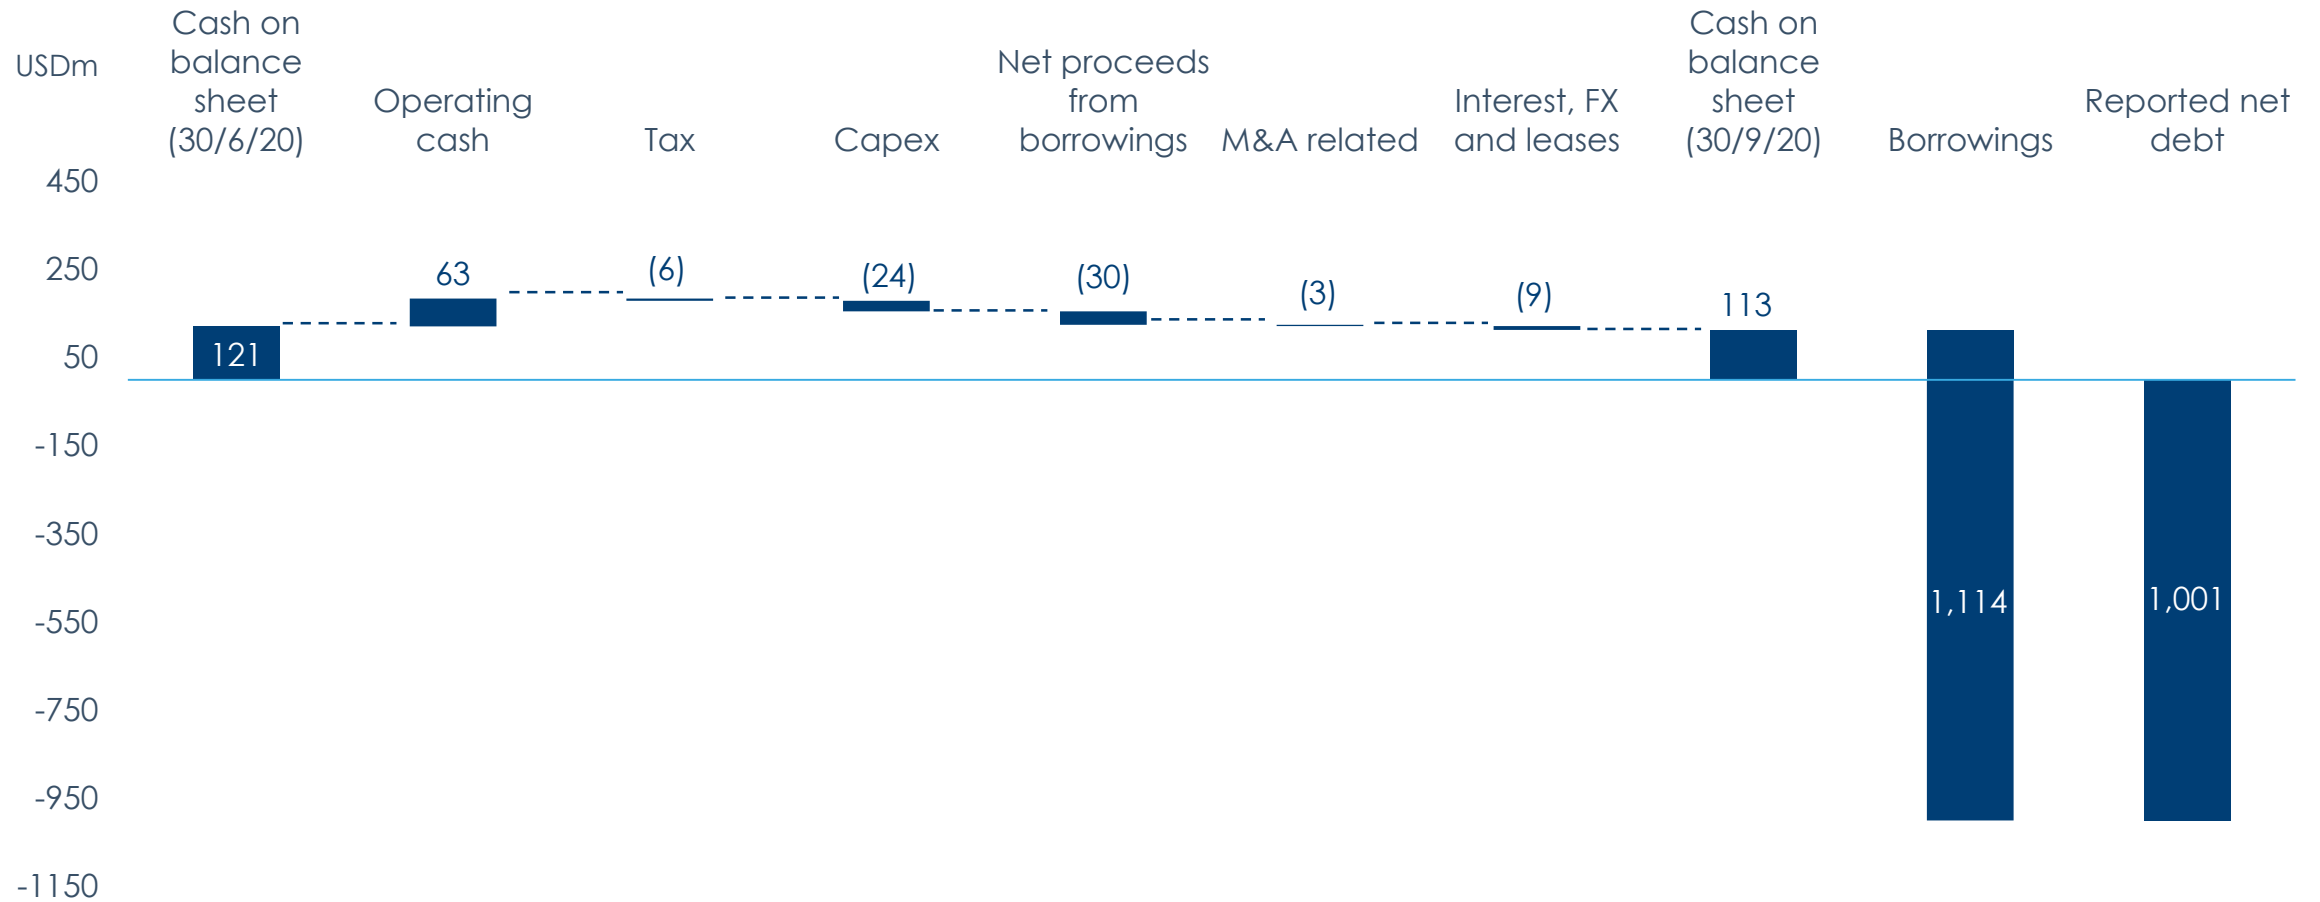 USDm
Cash on
balance
sheet
(30/6/20)
Operating
cash
Tax
Capex
Net proceeds
from
borrowings
M&A related
Interest, FX
and leases
Cash on
balance
sheet
(30/9/20)
Borrowings
Reported net
debt
450
250
50
-150
-350
-550
-750
-950
-1150
121
63
(6)
(24)
(30)
(3)
(9)
113
1,114
1,001